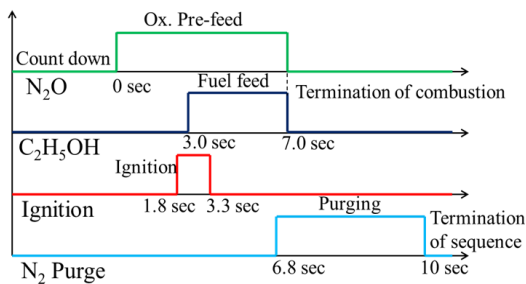 Ox. Pre-feed
Count down
N₂O
0 sec
Fuel feed
Termination of combustion
C₂H₅OH
3.0 sec
7.0 sec
Ignition
Ignition
1.8 sec
3.3 sec
Purging
Termination
of sequence
N₂ Purge
6.8 sec
10 sec